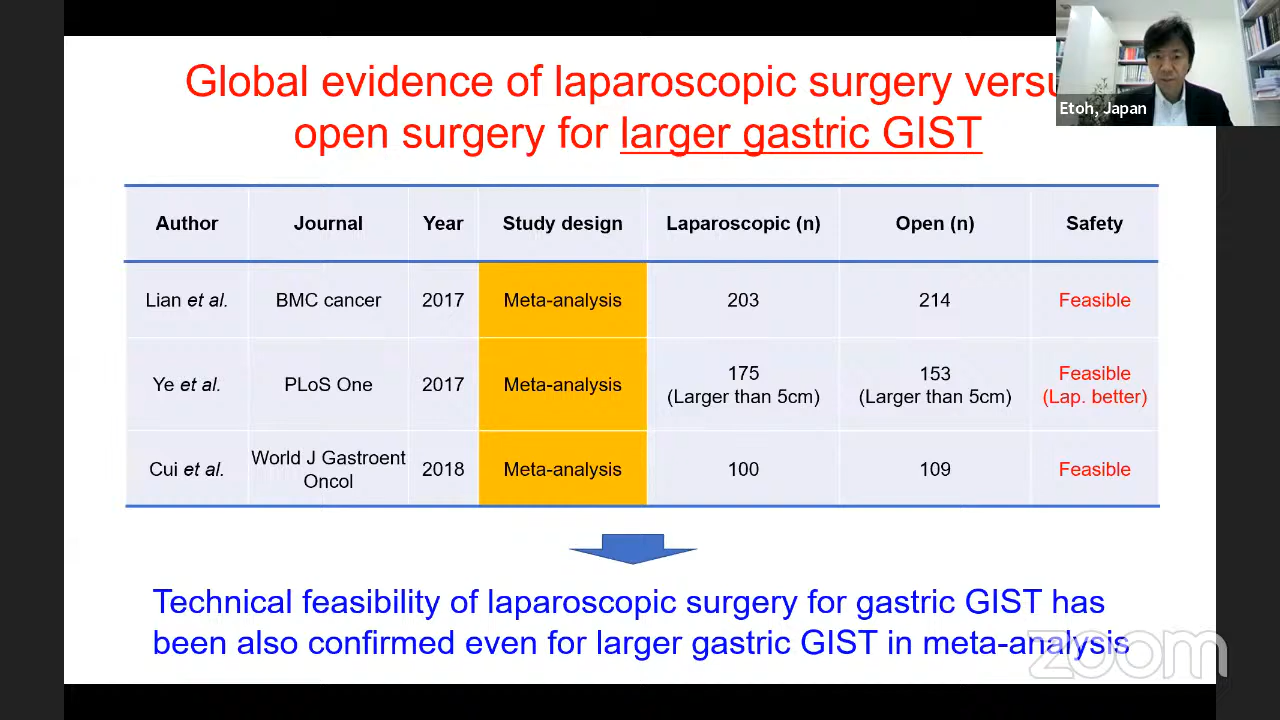 Global evidence of laparoscopic surgery versu
open surgery for larger gastric GIST
Etoh, Japan
Author Journal Year Study design Laparoscopic (n) Open (n) Safety
Lian et al. BMC cancer 2017 Meta-analysis 203 214 Feasible
Ye et al. PLoS One 2017 Meta-analysis 175 (Larger than 5cm) 153 (Larger than 5cm) Feasible (Lap. better)
Cui et al. World J Gastroent Oncol 2018 Meta-analysis 100 109 Feasible
Technical feasibility of laparoscopic surgery for gastric GIST has
been also confirmed even for larger gastric GIST in meta-analysis
zoom